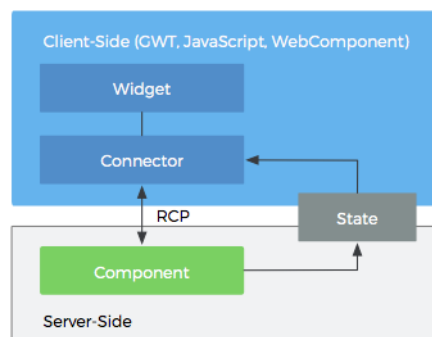 Client-Side (GWT, JavaScript, WebComponent)
Widget
Connector
RCP
State
Component
Server-Side